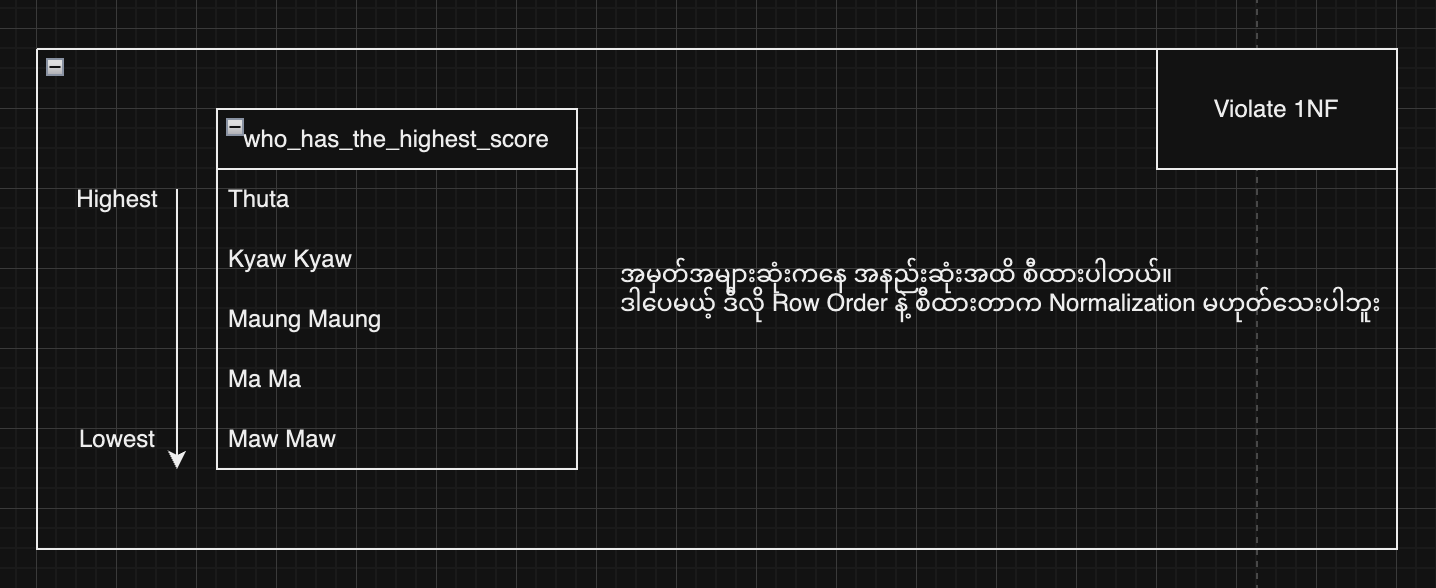 Violate 1NF
who_has_the_highest_score
Highest
Thuta
Kyaw Kyaw
Maung Maung
Ma Ma
Lowest
Maw Maw
အမှတ်အများဆုံးကနေ အနည်းဆုံးအထိ စီထားပါတယ်။
ဒါပေမယ့် ဒီလို Row Order နဲ့ စီထားတာက Normalization မဟုတ်သေးပါဘူး